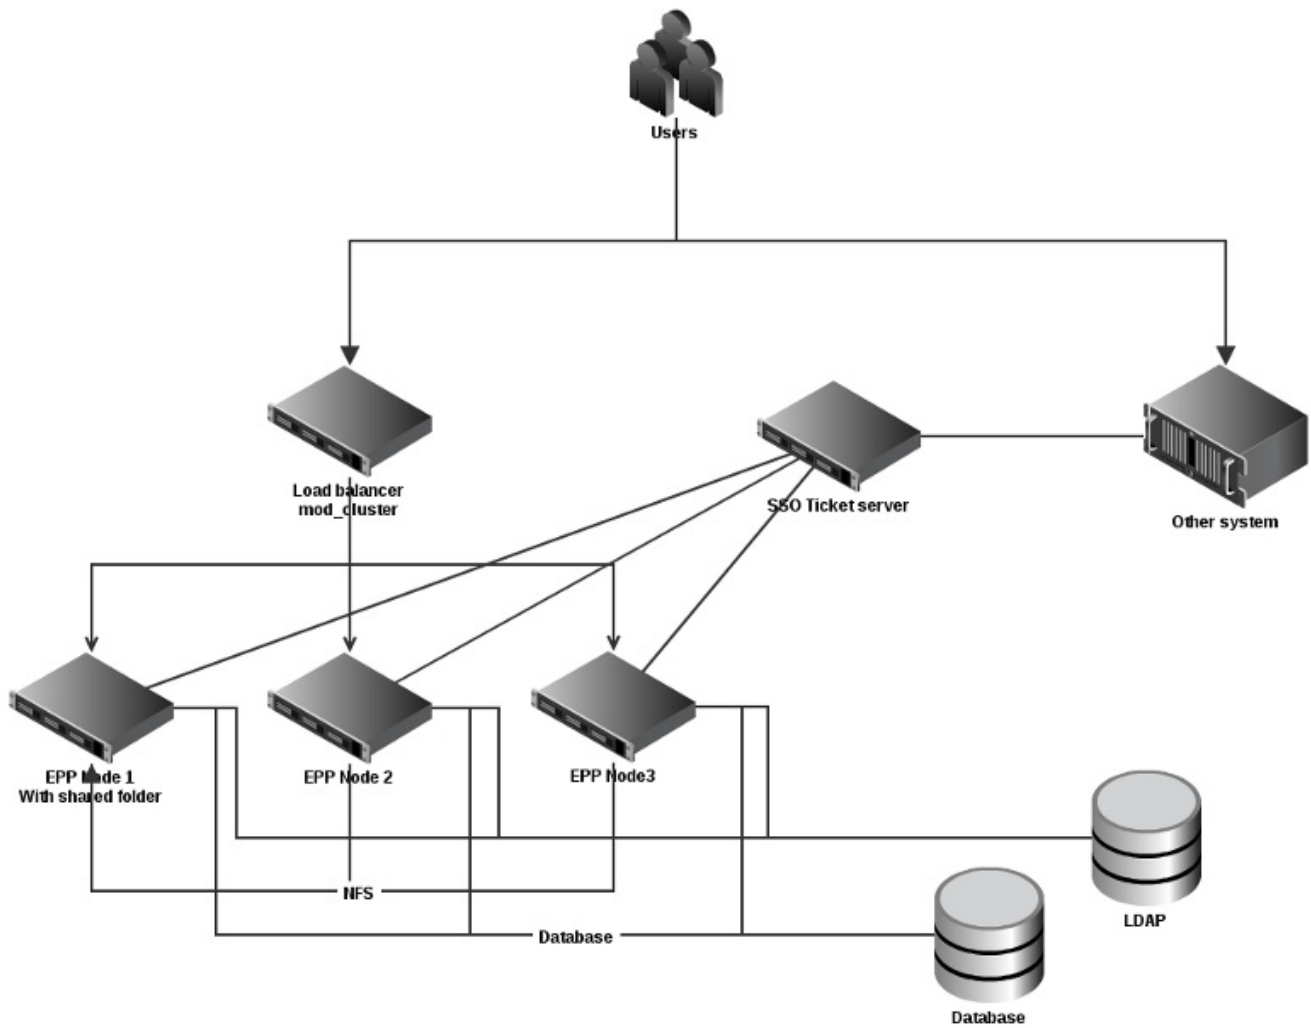 Users
Load balancer
mod_cluster
SSO Ticket server
Other system
EPP Node 1
With shared folder
EPP Node 2
EPP Node3
NFS
LDAP
Database
Database